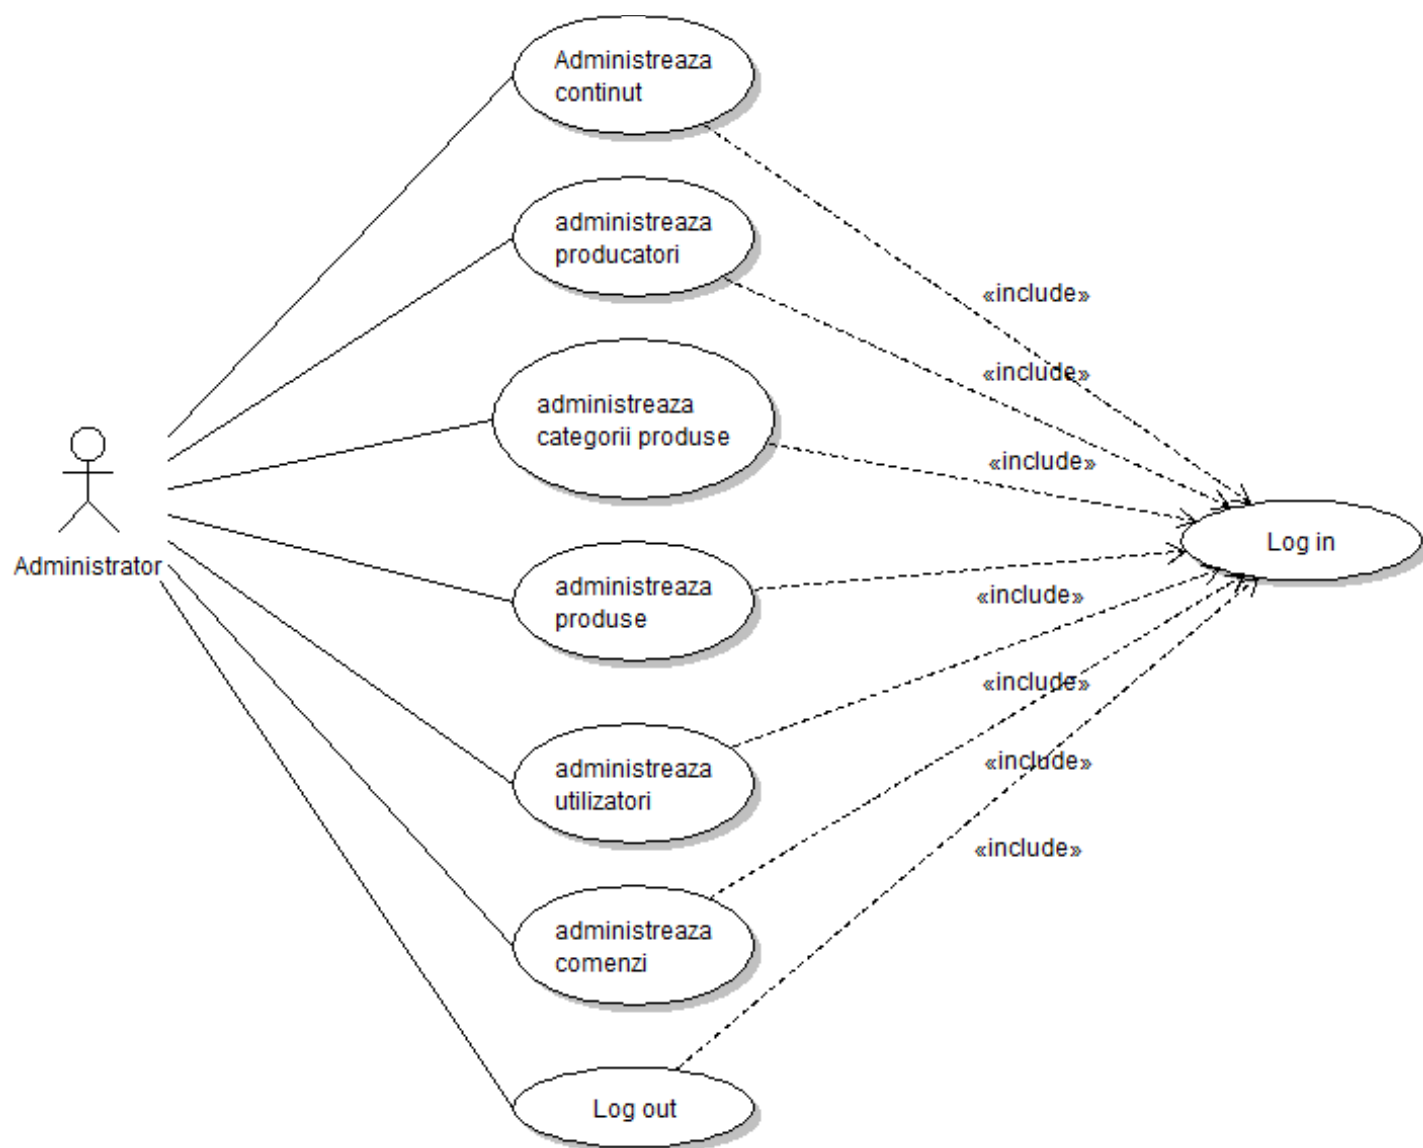 Administreaza
continut
administreaza
producatori
«include»
«include»
administreaza
categorii produse
«include»
Log in
Administrator
administreaza
produse
«include»
«include»
administreaza
utilizatori
«include»
«include»
administreaza
comenzi
Log out